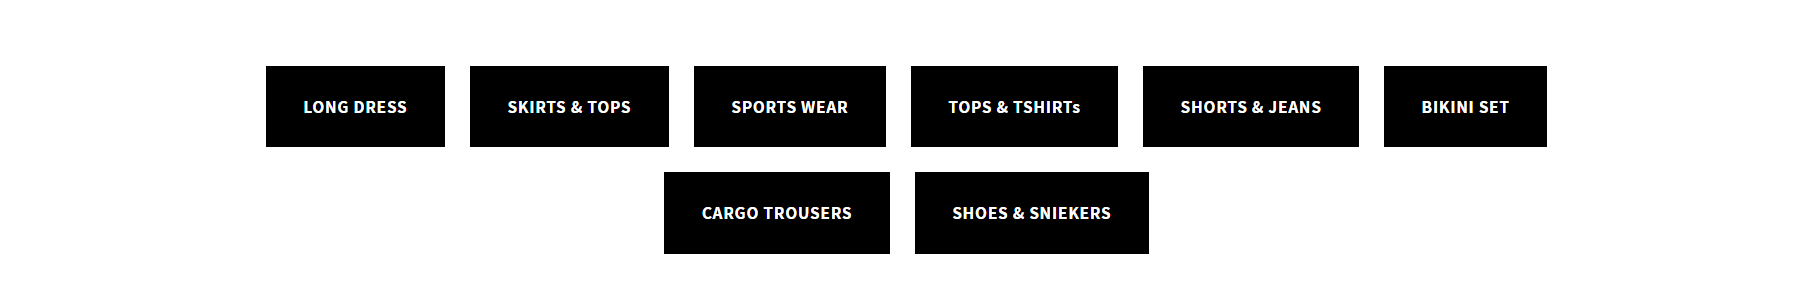 LONG DRESS
SKIRTS & TOPS
SPORTS WEAR
TOPS & TSHIRTs
SHORTS & JEANS
BIKINI SET
CARGO TROUSERS
SHOES & SNIEKERS